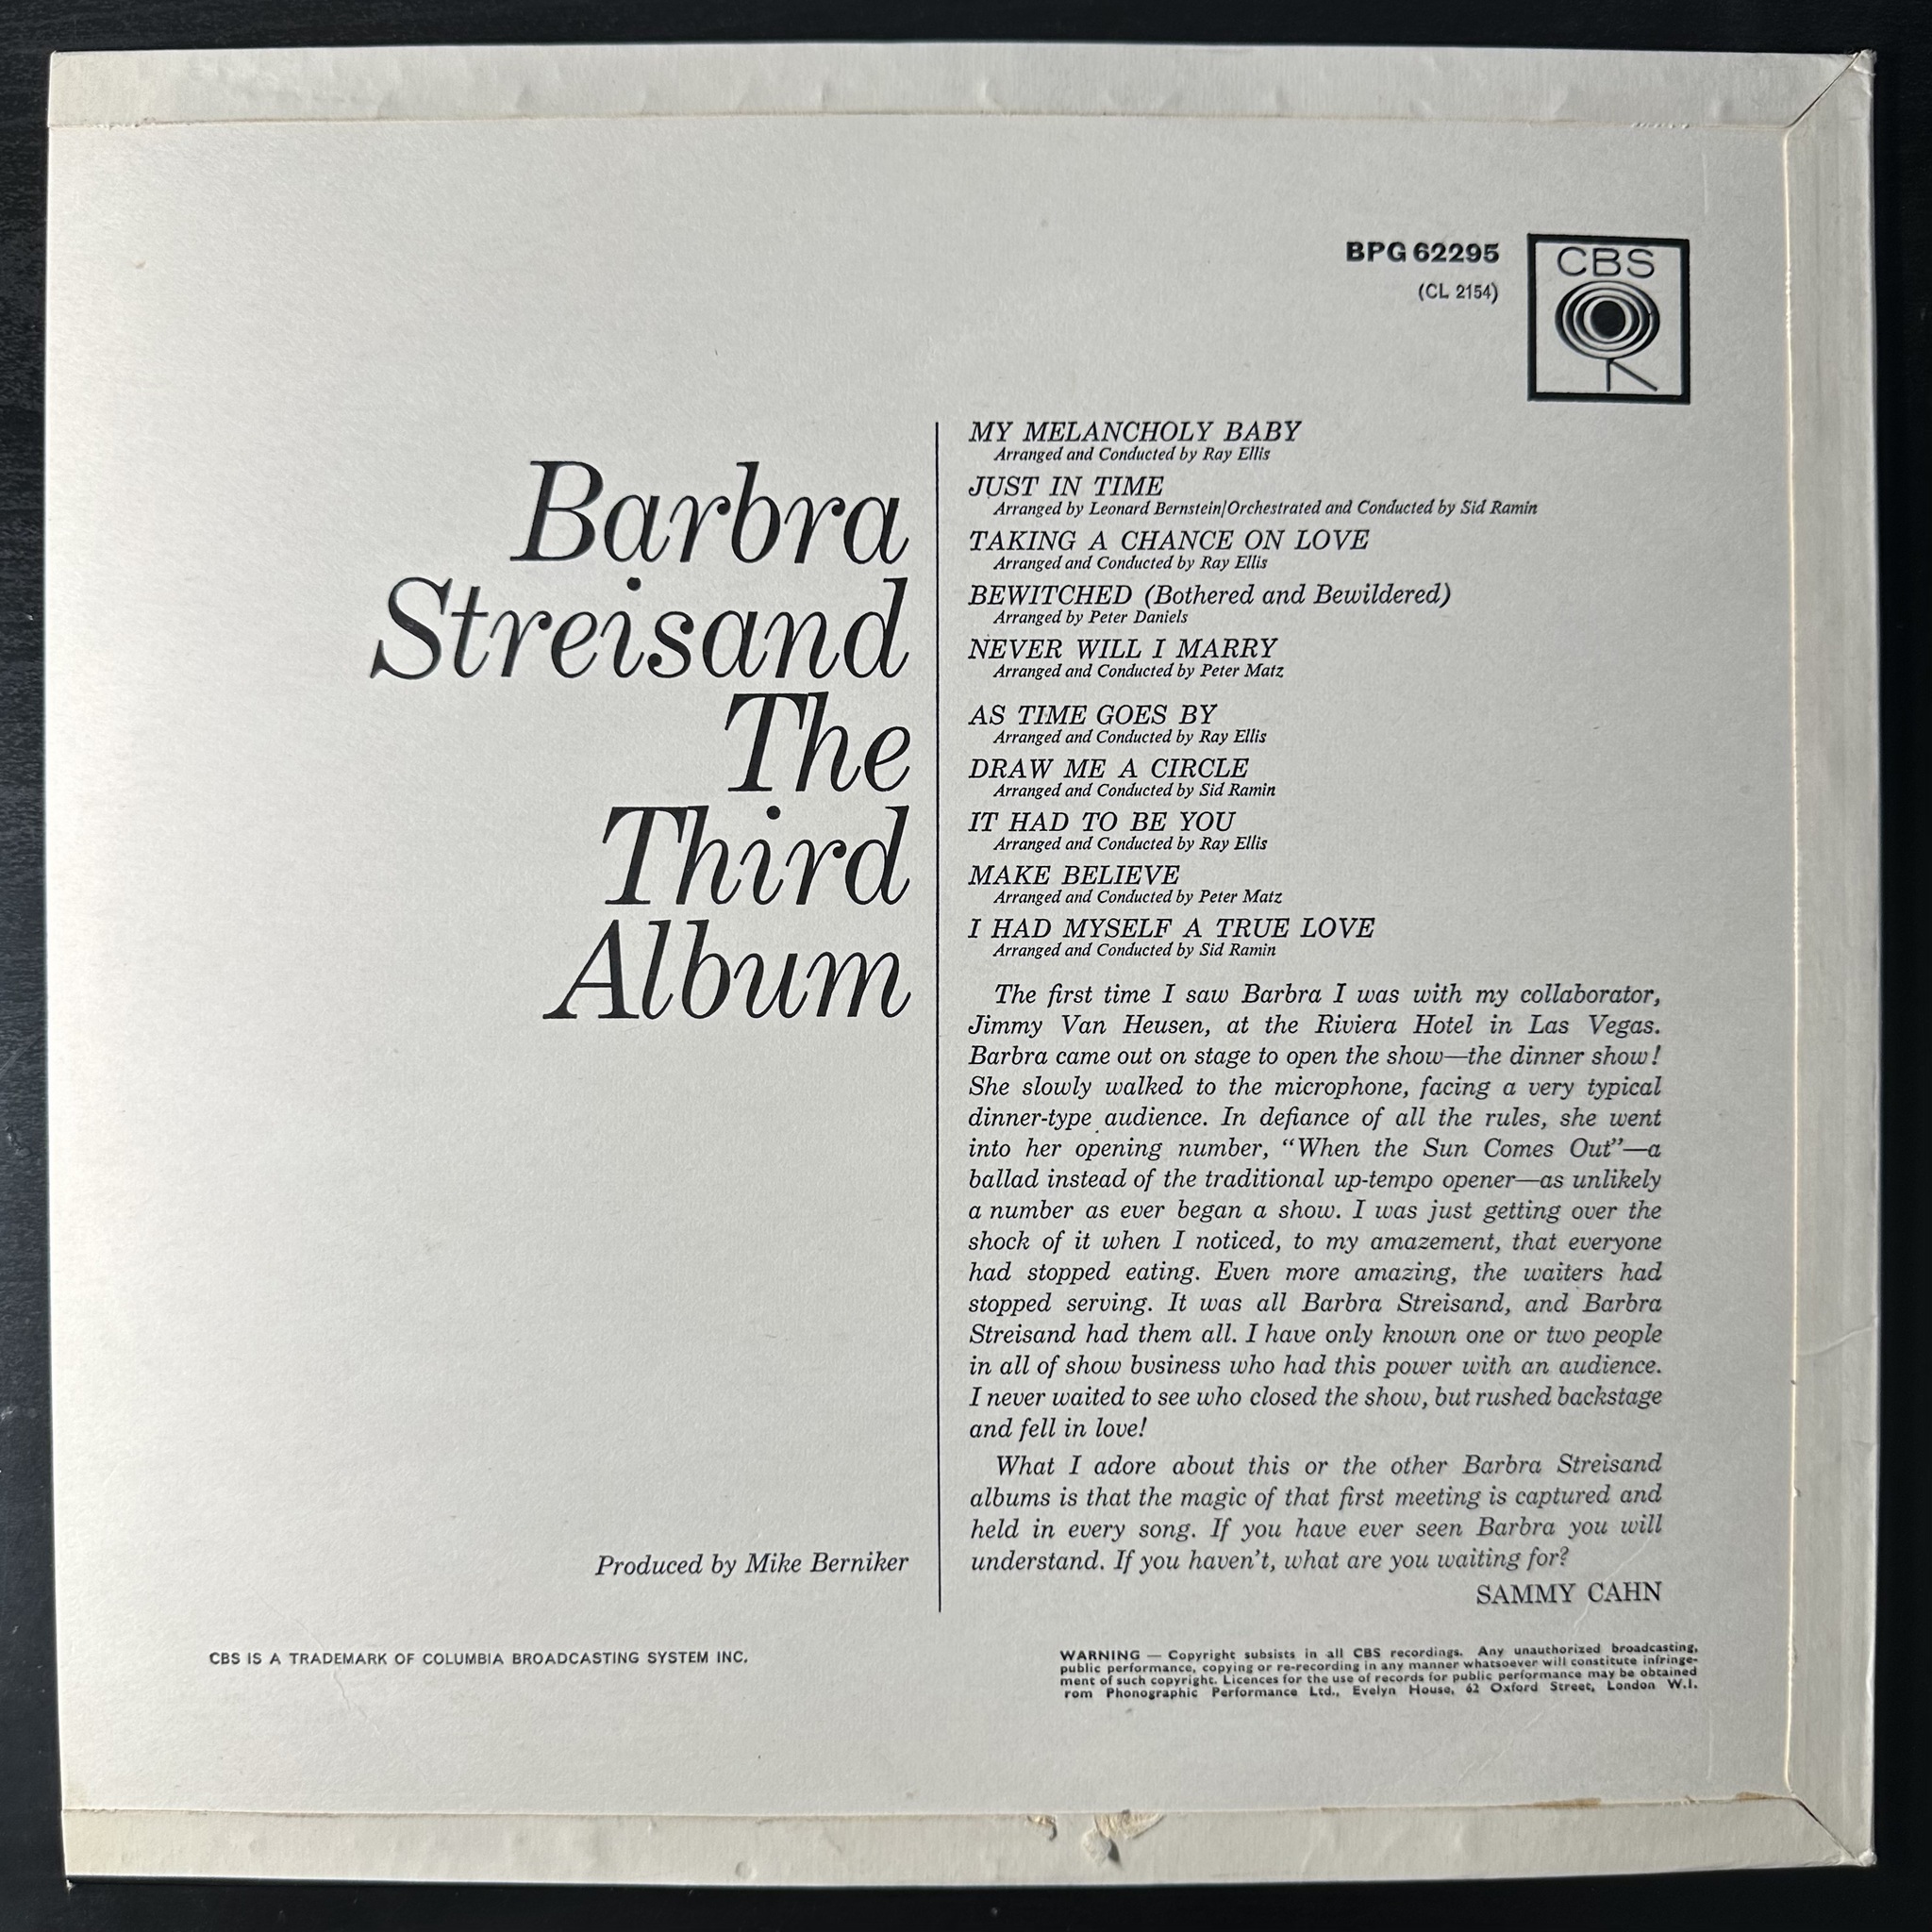 BPG 62295
(CL 2154)
CBS
Barbra
Streisand
The
Third
Album
Produced by Mike Berniker
MY MELANCHOLY BABY
Arranged and Conducted by Ray Ellis
JUST IN TIME
Arranged by Leonard Bernstein/Orchestrated and Conducted by Sid Ramin
TAKING A CHANCE ON LOVE
Arranged and Conducted by Ray Ellis
BEWITCHED (Bothered and Bewildered)
Arranged by Peter Daniels
NEVER WILL I MARRY
Arranged and Conducted by Peter Matz
AS TIME GOES BY
Arranged and Conducted by Ray Ellis
DRAW ME A CIRCLE
Arranged and Conducted by Sid Ramin
IT HAD TO BE YOU
Arranged and Conducted by Ray Ellis
MAKE BELIEVE
Arranged and Conducted by Peter Matz
I HAD MYSELF A TRUE LOVE
Arranged and Conducted by Sid Ramin
The first time I saw Barbra I was with my collaborator,
Jimmy Van Heusen, at the Riviera Hotel in Las Vegas.
Barbra came out on stage to open the show—the dinner show!
She slowly walked to the microphone, facing a very typical
dinner-type audience. In defiance of all the rules, she went
into her opening number, “When the Sun Comes Out”—a
ballad instead of the traditional up-tempo opener—as unlikely
a number as ever began a show. I was just getting over the
shock of it when I noticed, to my amazement, that everyone
had stopped eating. Even more amazing, the waiters had
stopped serving. It was all Barbra Streisand, and Barbra
Streisand had them all. I have only known one or two people
in all of show bvsiness who had this power with an audience.
I never waited to see who closed the show, but rushed backstage
and fell in love!
What I adore about this or the other Barbra Streisand
albums is that the magic of that first meeting is captured and
held in every song. If you have ever seen Barbra you will
understand. If you haven’t, what are you waiting for?
SAMMY CAHN
CBS IS A TRADEMARK OF COLUMBIA BROADCASTING SYSTEM INC.
WARNING — Copyright subsists in all CBS recordings. Any unauthorized broadcasting,
public performance, copying or re-recording in any manner whatsoever will constitute infringe-
ment of such copyright. Licences for the use of records for public performance may be obtained
rom Phonographic Performance Ltd., Evelyn House, 62 Oxford Street, London W.I.